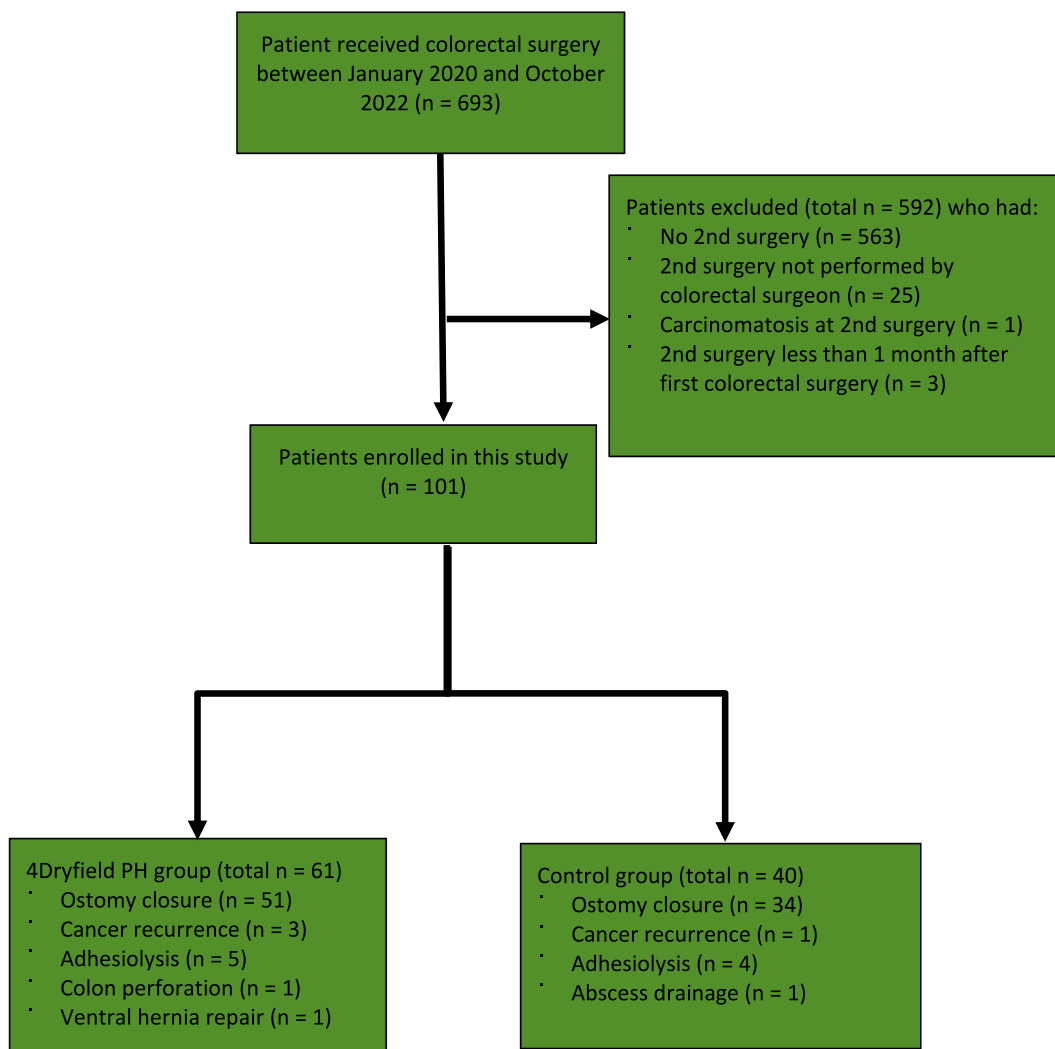 Patient received colorectal surgery
between January 2020 and October
2022 (n = 693)
Patients excluded (total n = 592) who had:
· No 2nd surgery (n = 563)
· 2nd surgery not performed by
colorectal surgeon (n = 25)
· Carcinomatosis at 2nd surgery (n = 1)
· 2nd surgery less than 1 month after
first colorectal surgery (n = 3)
Patients enrolled in this study
(n = 101)
4Dryfield PH group (total n = 61)
· Ostomy closure (n = 51)
· Cancer recurrence (n = 3)
· Adhesiolysis (n = 5)
· Colon perforation (n = 1)
· Ventral hernia repair (n = 1)
Control group (total n = 40)
· Ostomy closure (n = 34)
· Cancer recurrence (n = 1)
· Adhesiolysis (n = 4)
· Abscess drainage (n = 1)